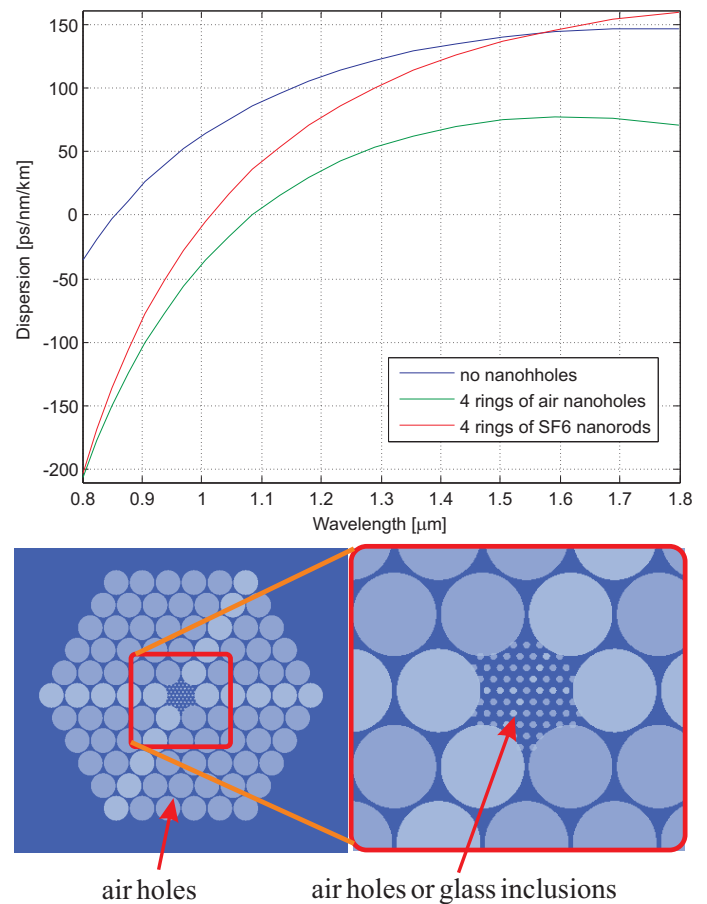 150
100
50
0
-50
-100
-150
-200
Dispersion [ps/nm/km]
no nanohholes
4 rings of air nanoholes
4 rings of SF6 nanorods
0.8 0.9 1 1.1 1.2 1.3 1.4 1.5 1.6 1.7 1.8
Wavelength [μm]
air holes
air holes or glass inclusions